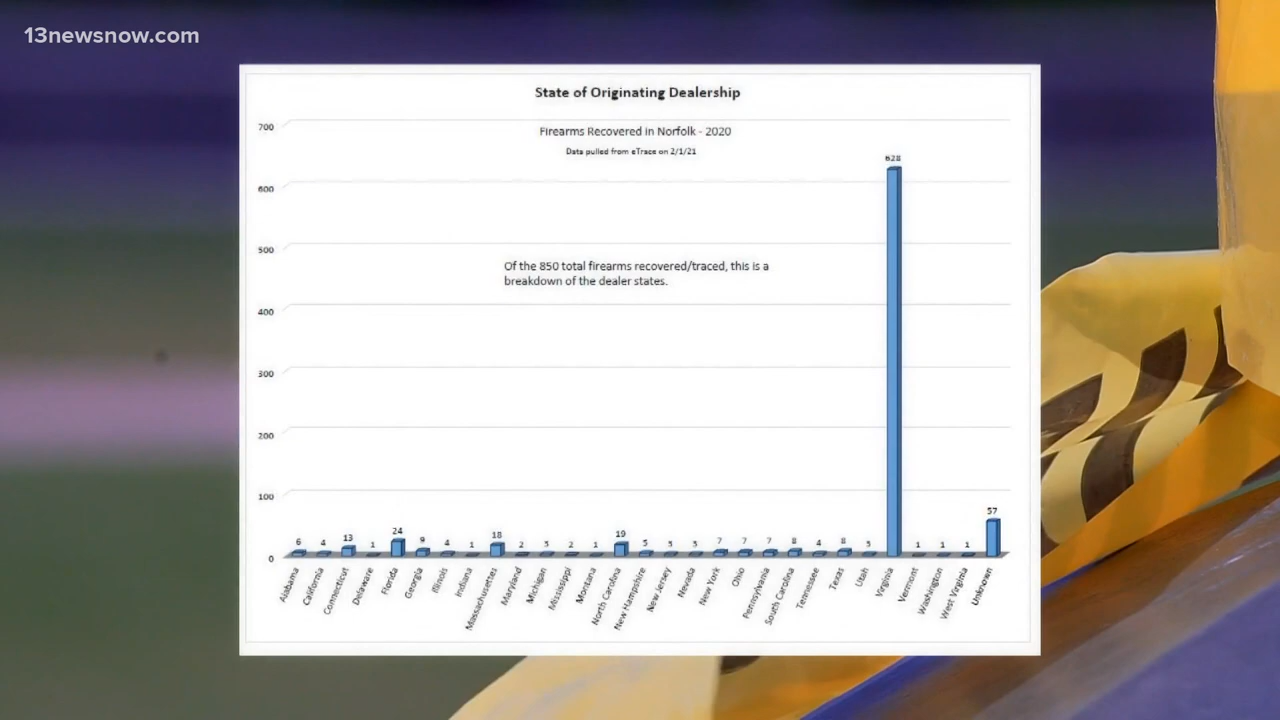 13newsnow.com
State of Originating Dealership
Firearms Recovered in Norfolk - 2020
Data pulled from eTrace on 2/1/21
Of the 850 total firearms recovered/traced, this is a
breakdown of the dealer states.
700
600
500
400
300
200
100
0
6 4 13 1 24 9 4 1 18 2 3 2 1 19 5 3 3 7 7 7 8 4 8 3 628 1 1 1 57
Alabama
California
Connecticut
Delaware
Florida
Georgia
Illinois
Indiana
Massachusettes
Maryland
Michigan
Mississippi
Montana
North Carolina
New Hampshire
New Jersey
Nevada
New York
Ohio
Pennsylvania
South Carolina
Tennessee
Texas
Utah
Virginia
Vermont
Washington
West Virginia
Unknown